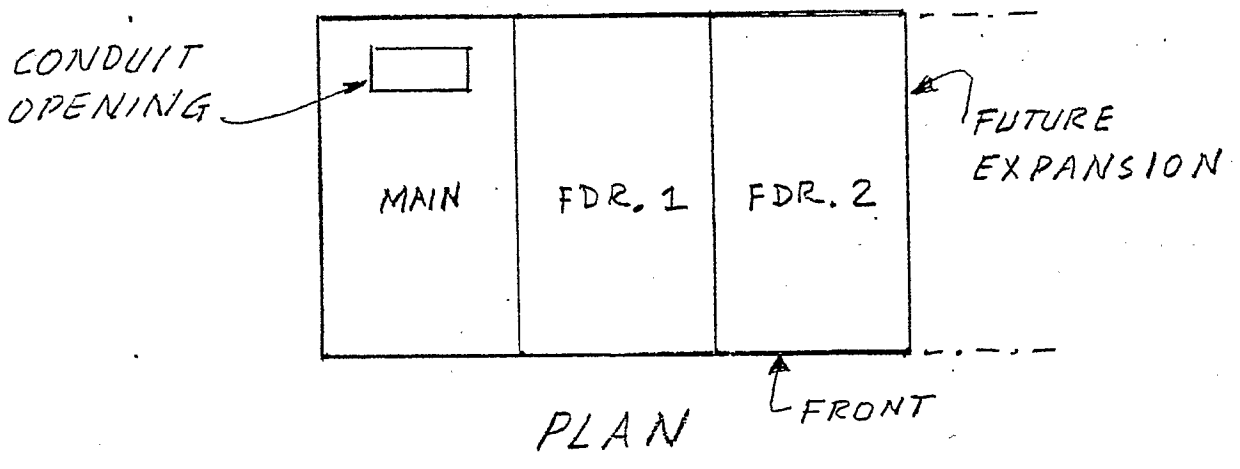 CONDUIT
OPENING
MAIN
FDR. 1
FDR. 2
FUTURE
EXPANSION
FRONT
PLAN